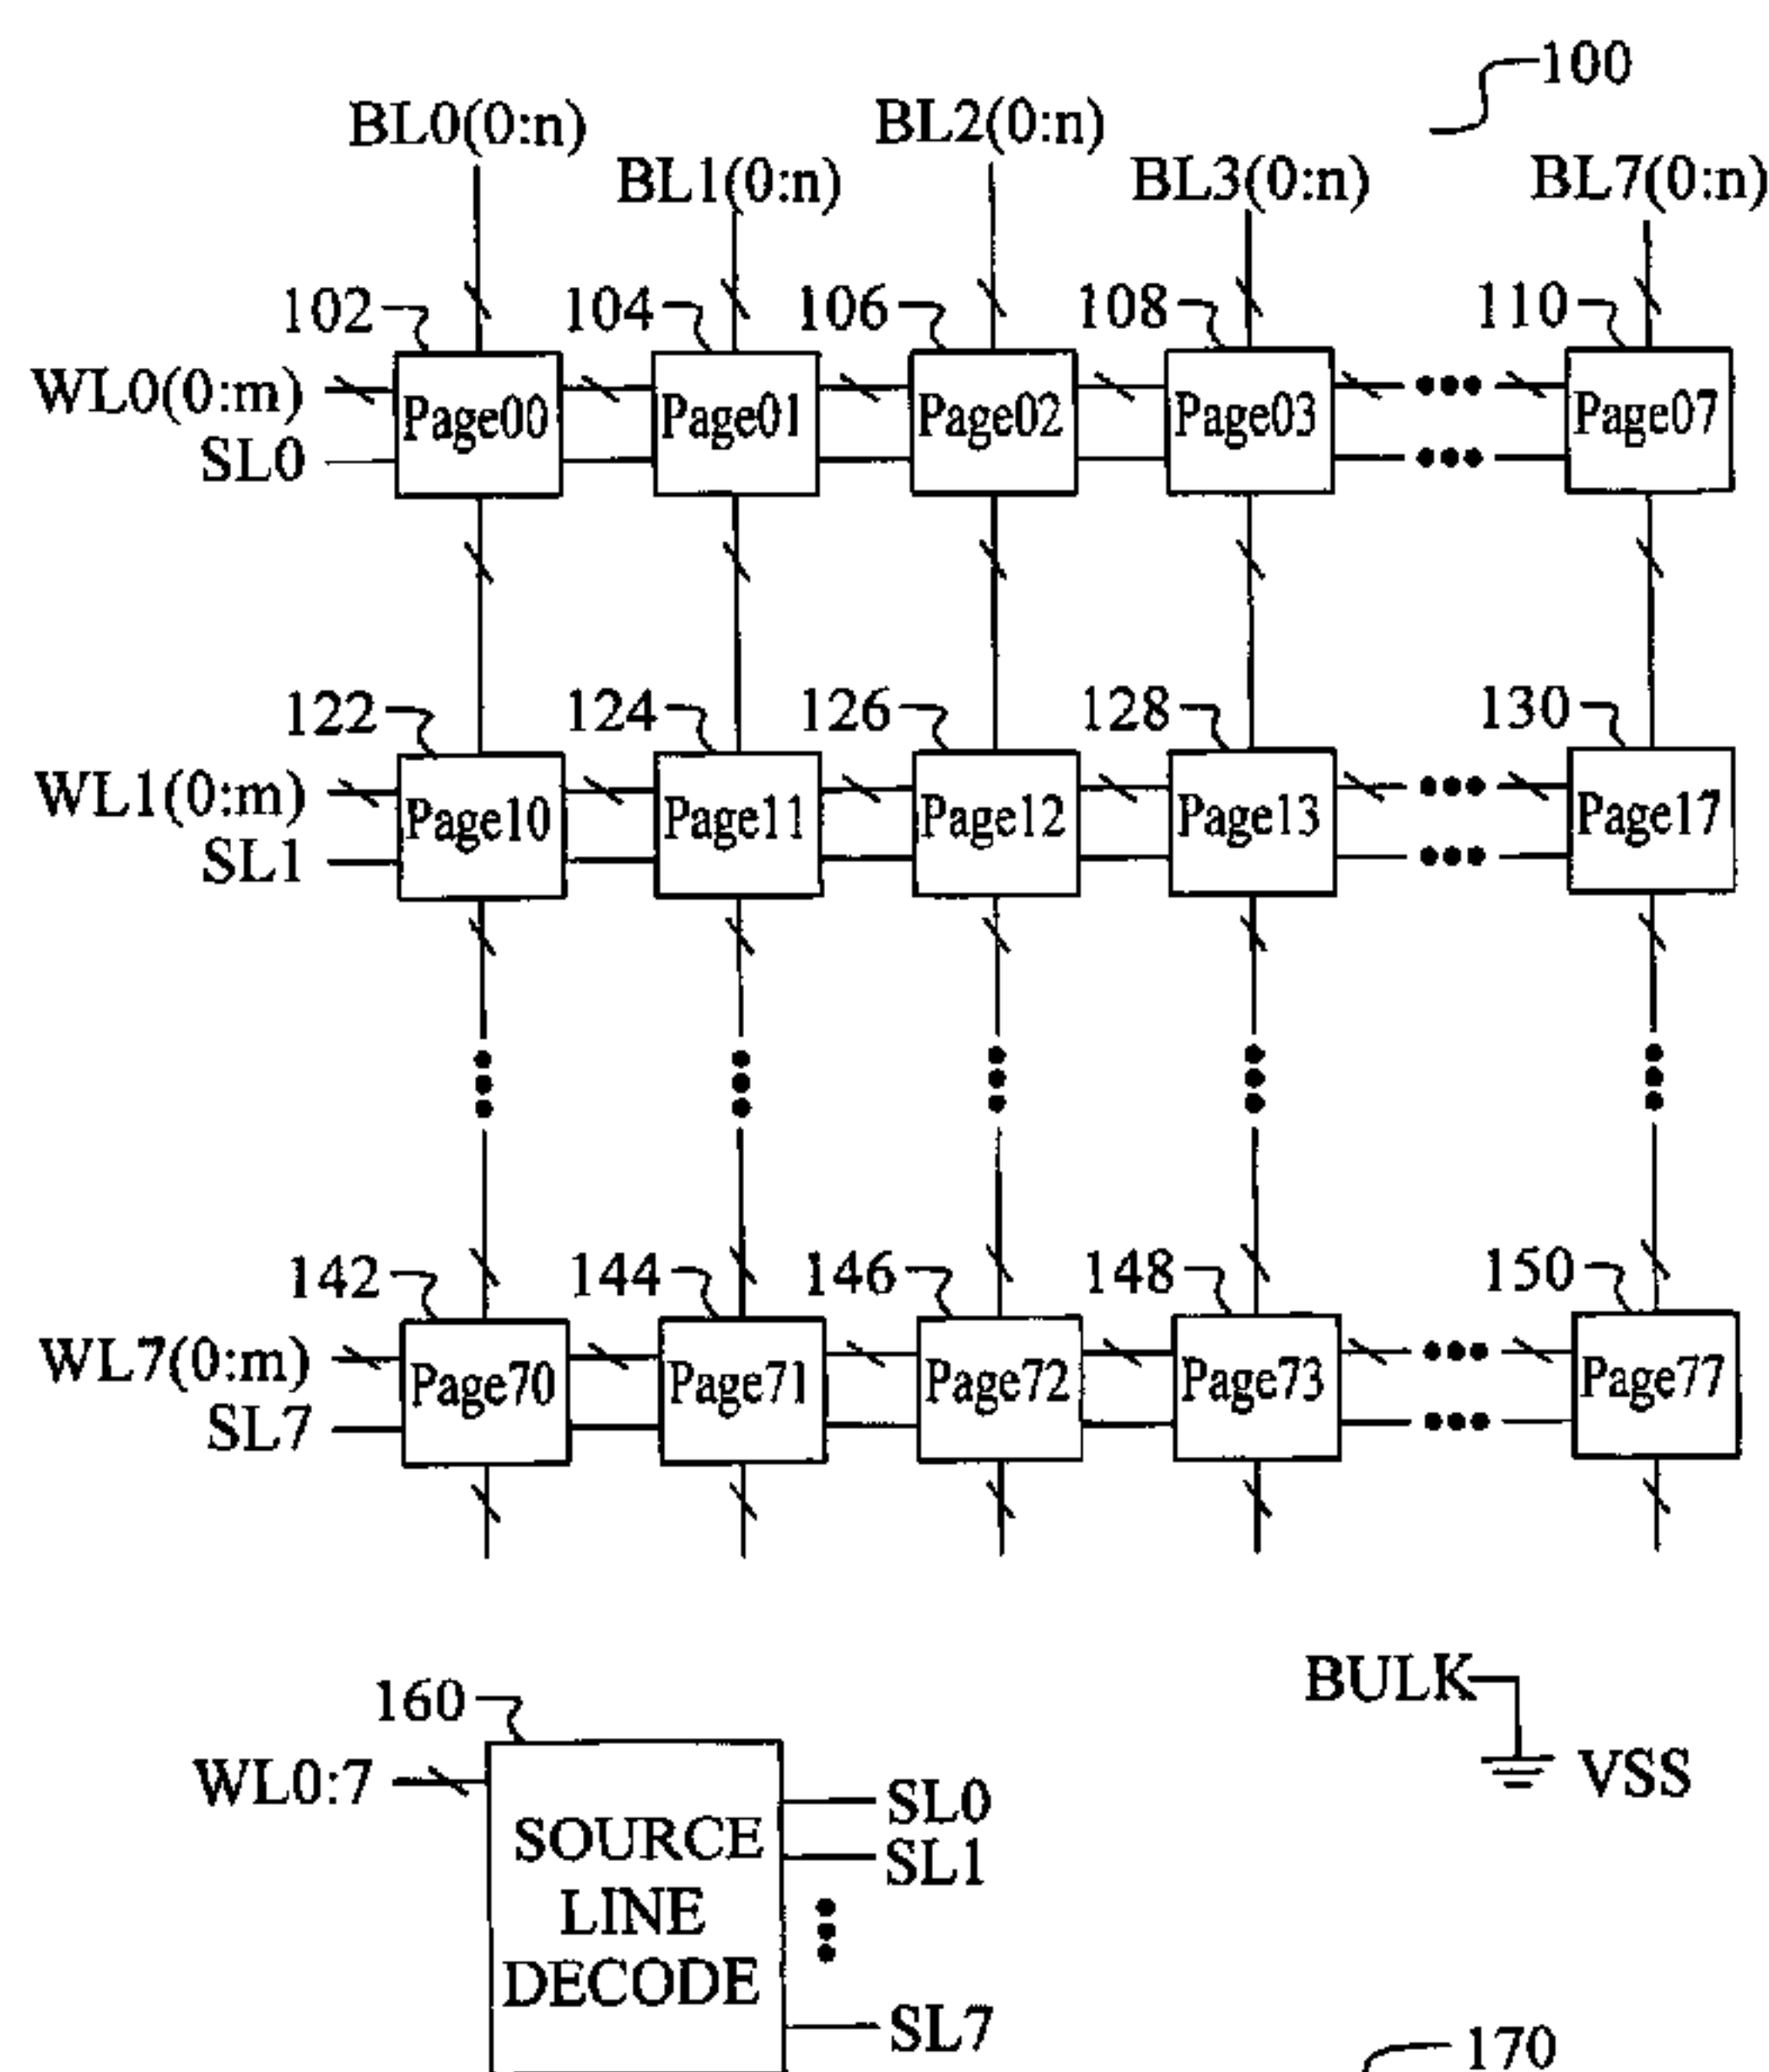 100
BL0(0:n) BL2(0:n)
BL1(0:n) BL3(0:n) BL7(0:n)
102 104 106 108 110
WL0(0:m) Page00 Page01 Page02 Page03 Page07
SL0
122 124 126 128 130
WL1(0:m) Page10 Page11 Page12 Page13 Page17
SL1
142 144 146 148 150
WL7(0:m) Page70 Page71 Page72 Page73 Page77
SL7
BULK
VSS
160
WL0:7
SOURCE
LINE
DECODE
SL0
SL1
SL7
170